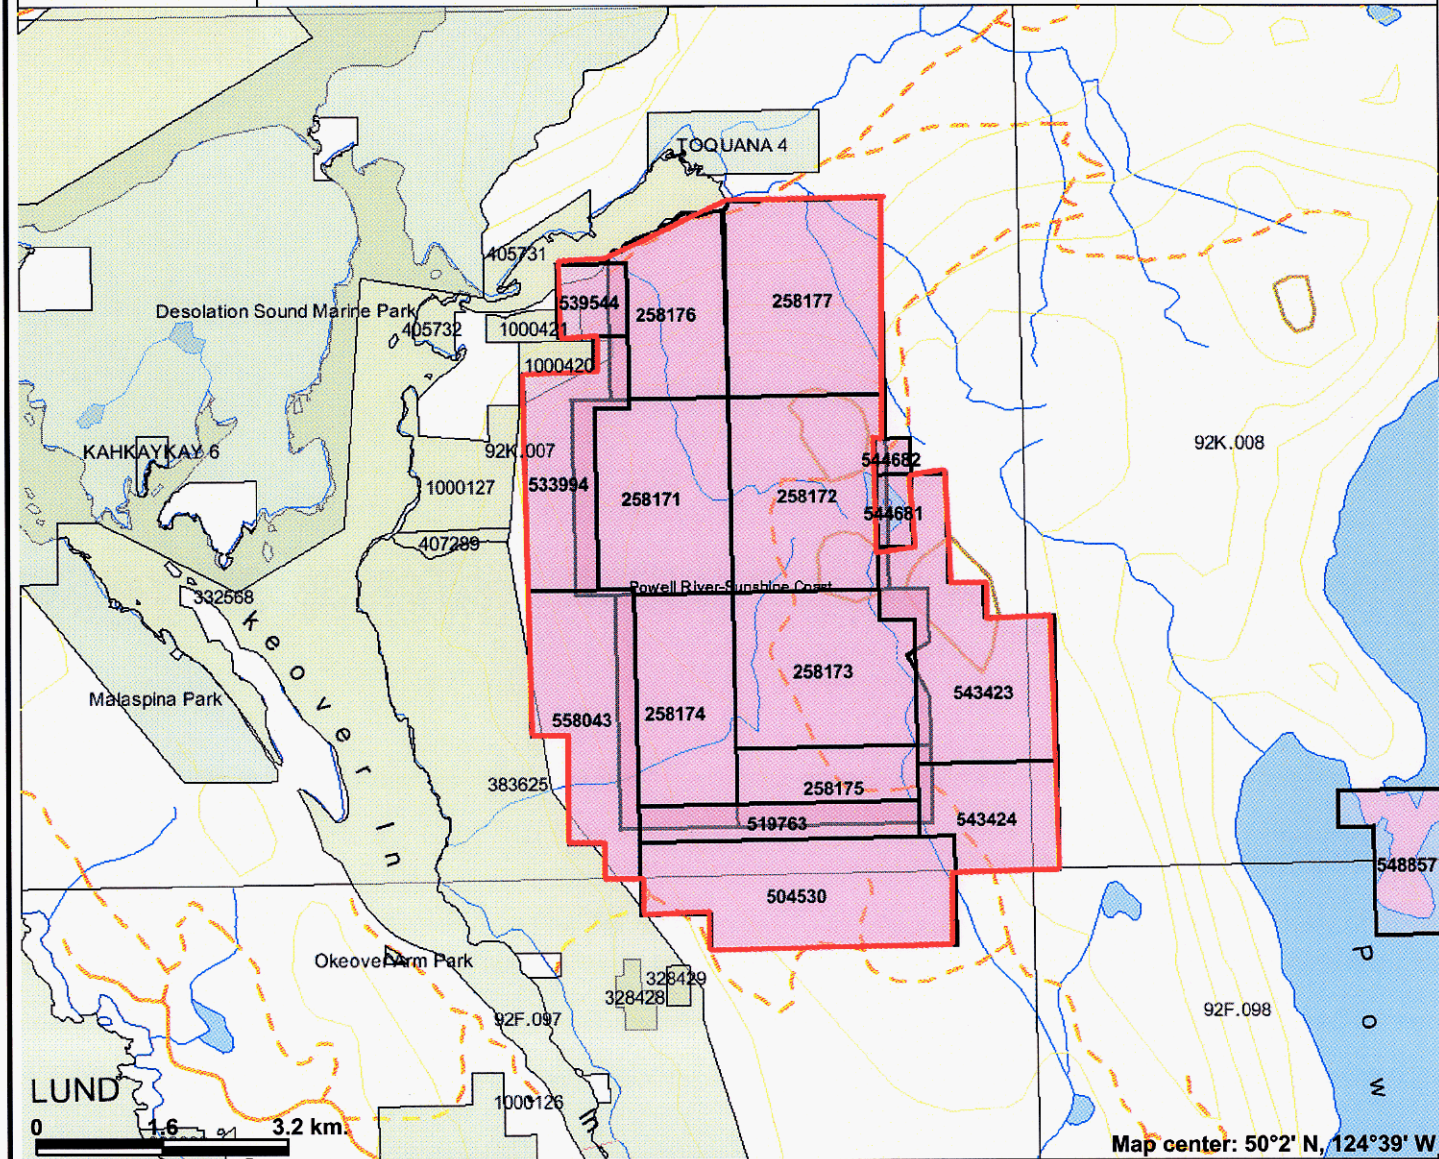 TOQUANA 4
405731
539544
258176
258177
Desolation Sound Marine Park
405732
1000421
1000420
92K.008
KAHKAYKAY 6
92K.007
544682
1000127
533994
258171
258172
544681
407289
Powell River-Sunshine Coast
332568
Okeover In
Malaspina Park
258173
543423
558043
258174
383625
258175
519763
543424
548857
504530
Okeover Arm Park
328429
328428
92F.097
92F.098
P o w
LUND
1000126
In
0 1.6 3.2 km.
Map center: 50°2' N, 124°39' W